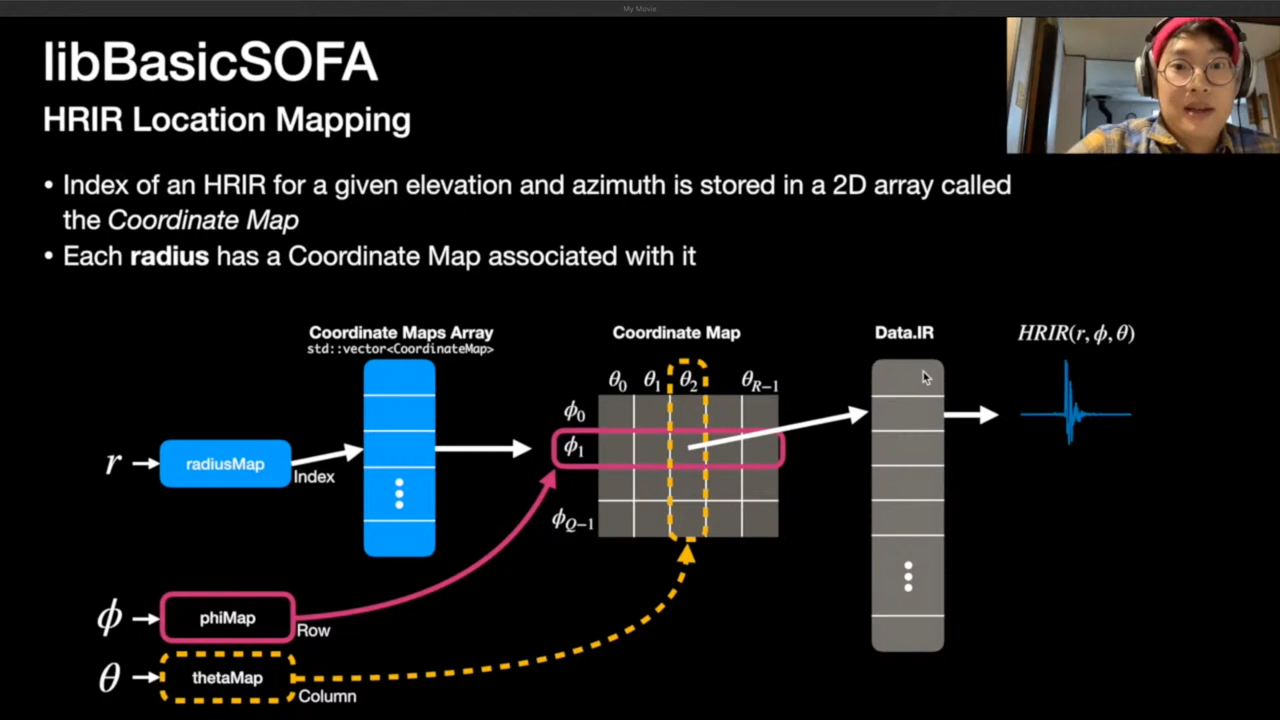 My Movie
libBasicSOFA
HRIR Location Mapping
• Index of an HRIR for a given elevation and azimuth is stored in a 2D array called
the Coordinate Map
• Each radius has a Coordinate Map associated with it
Coordinate Maps Array
std::vector<CoordinateMap>
Coordinate Map
Data.IR
HRIR(r, ϕ, θ)
θ0 θ1 θ2 θR−1
ϕ0
ϕ1
ϕQ−1
r
radiusMap
Index
ϕ
phiMap
Row
θ
thetaMap
Column